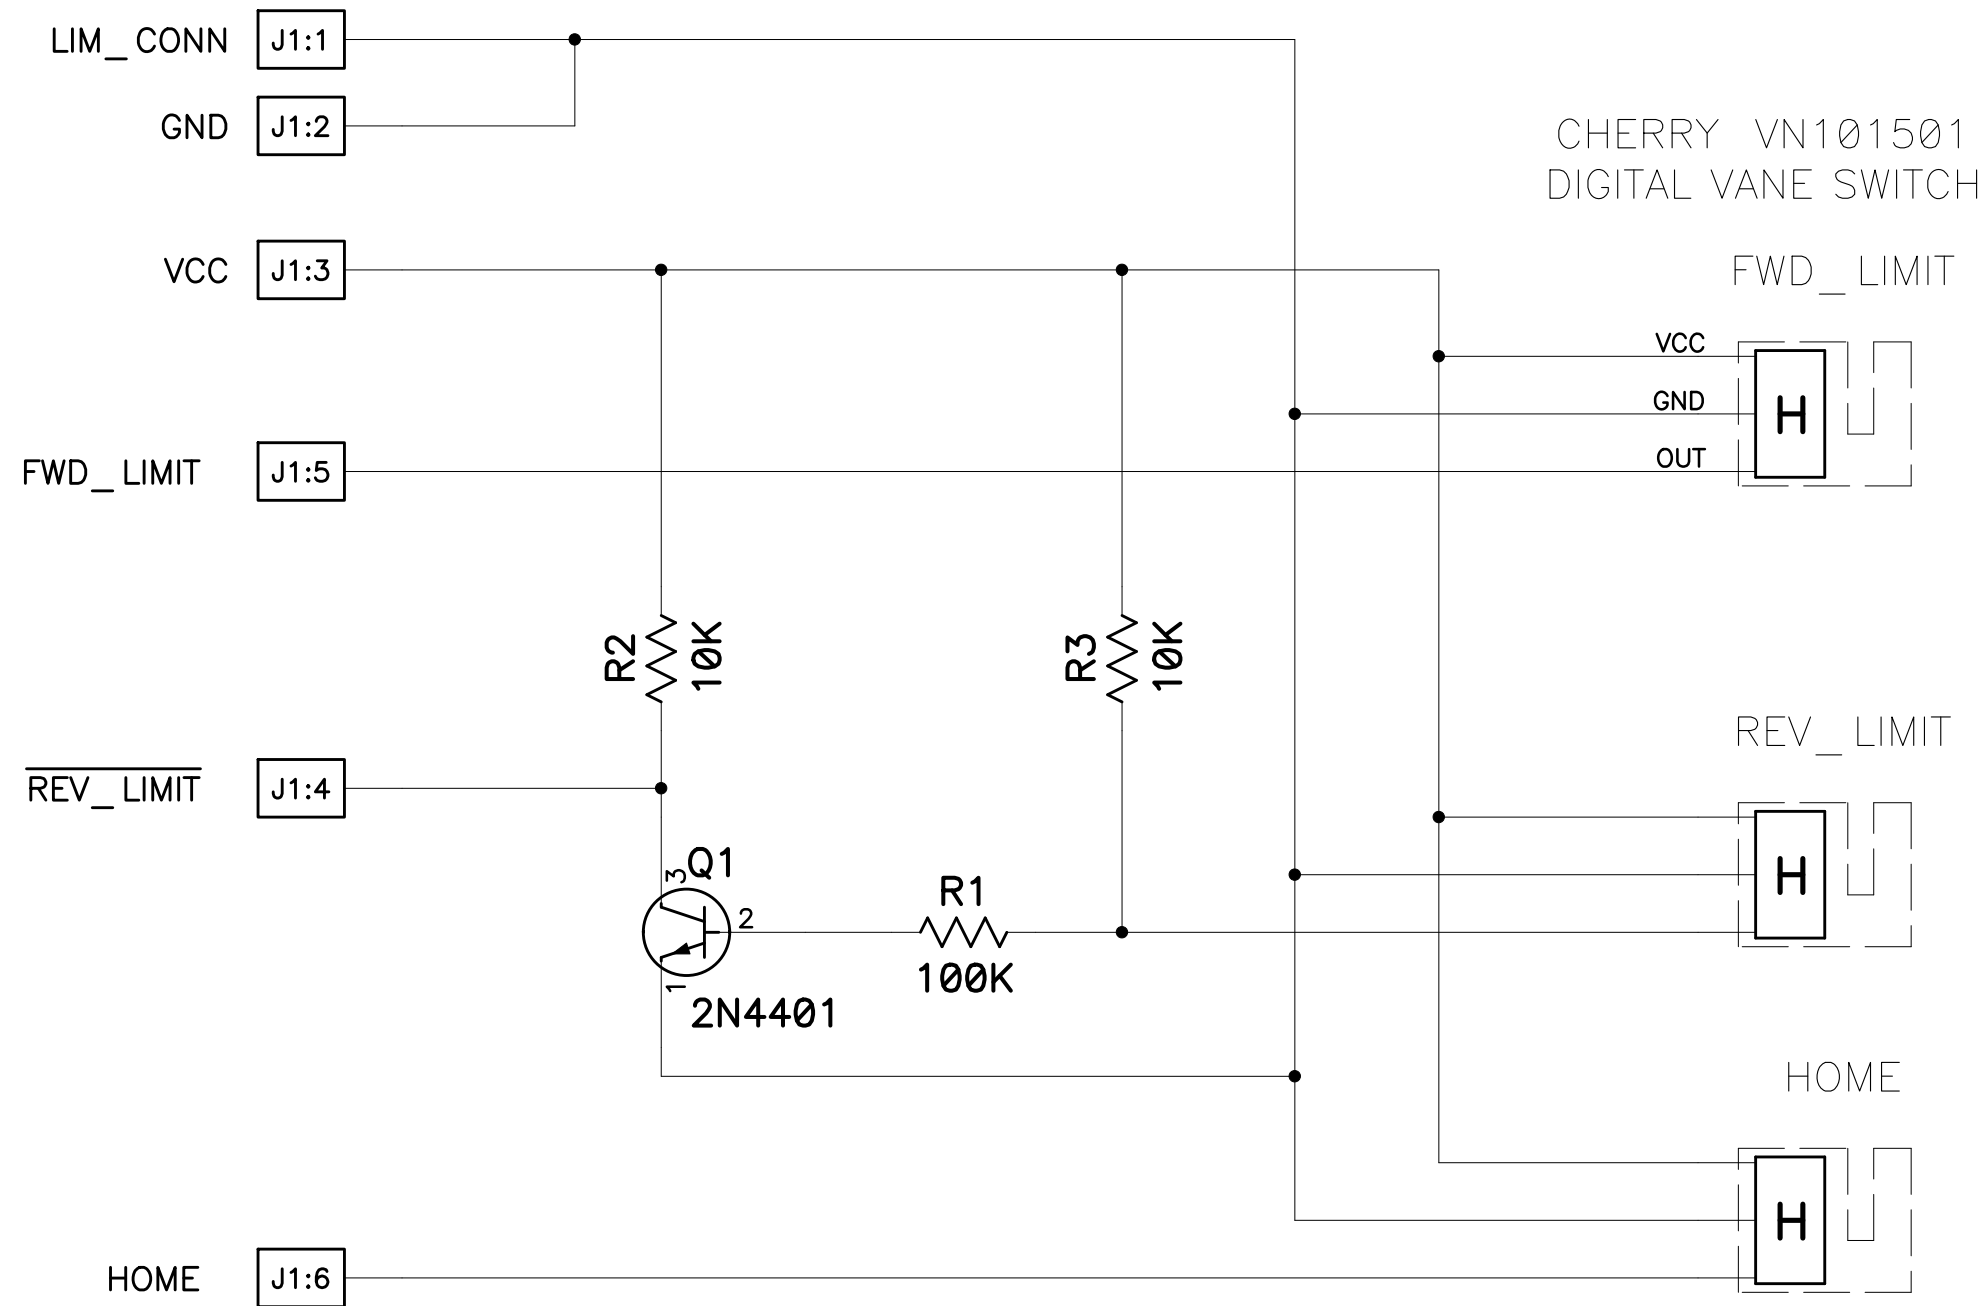 LIM_CONN J1:1
GND J1:2
CHERRY VN101501
DIGITAL VANE SWITCH
VCC J1:3
FWD_LIMIT
VCC
GND
OUT
FWD_LIMIT J1:5
R2 10K
R3 10K
REV_LIMIT
REV_LIMIT J1:4
3 Q1
2
R1
100K
1
2N4401
H
H
HOME
H
HOME J1:6